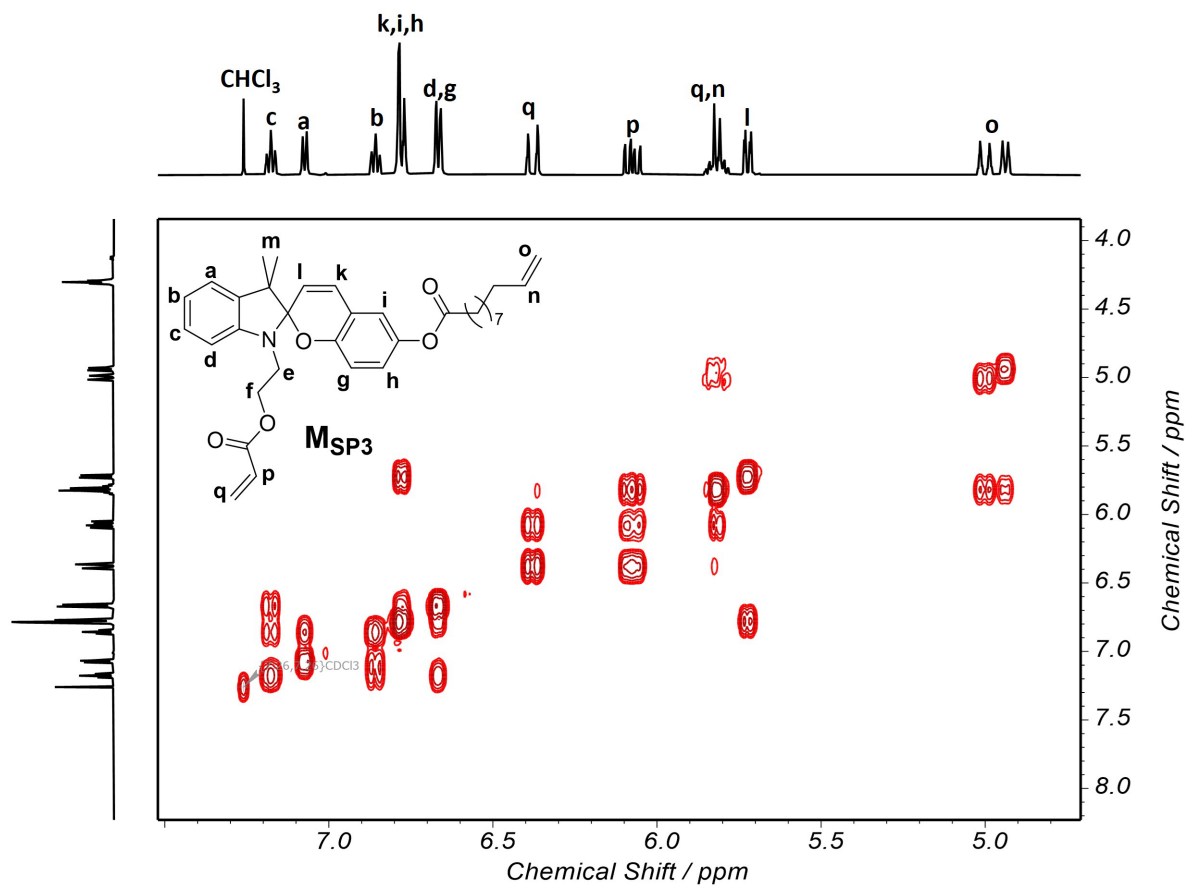 k,i,h
CHCl3
c
a
b
d,g
q
p
q,n
l
o
m
a
l
k
o
b
i
O
n
7
c
N
O
O
d
e
g
h
f
O
O
MSP3
p
q
CDCl3
4.0
4.5
5.0
5.5
6.0
6.5
7.0
7.5
8.0
Chemical Shift / ppm
7.0
6.5
6.0
5.5
5.0
Chemical Shift / ppm